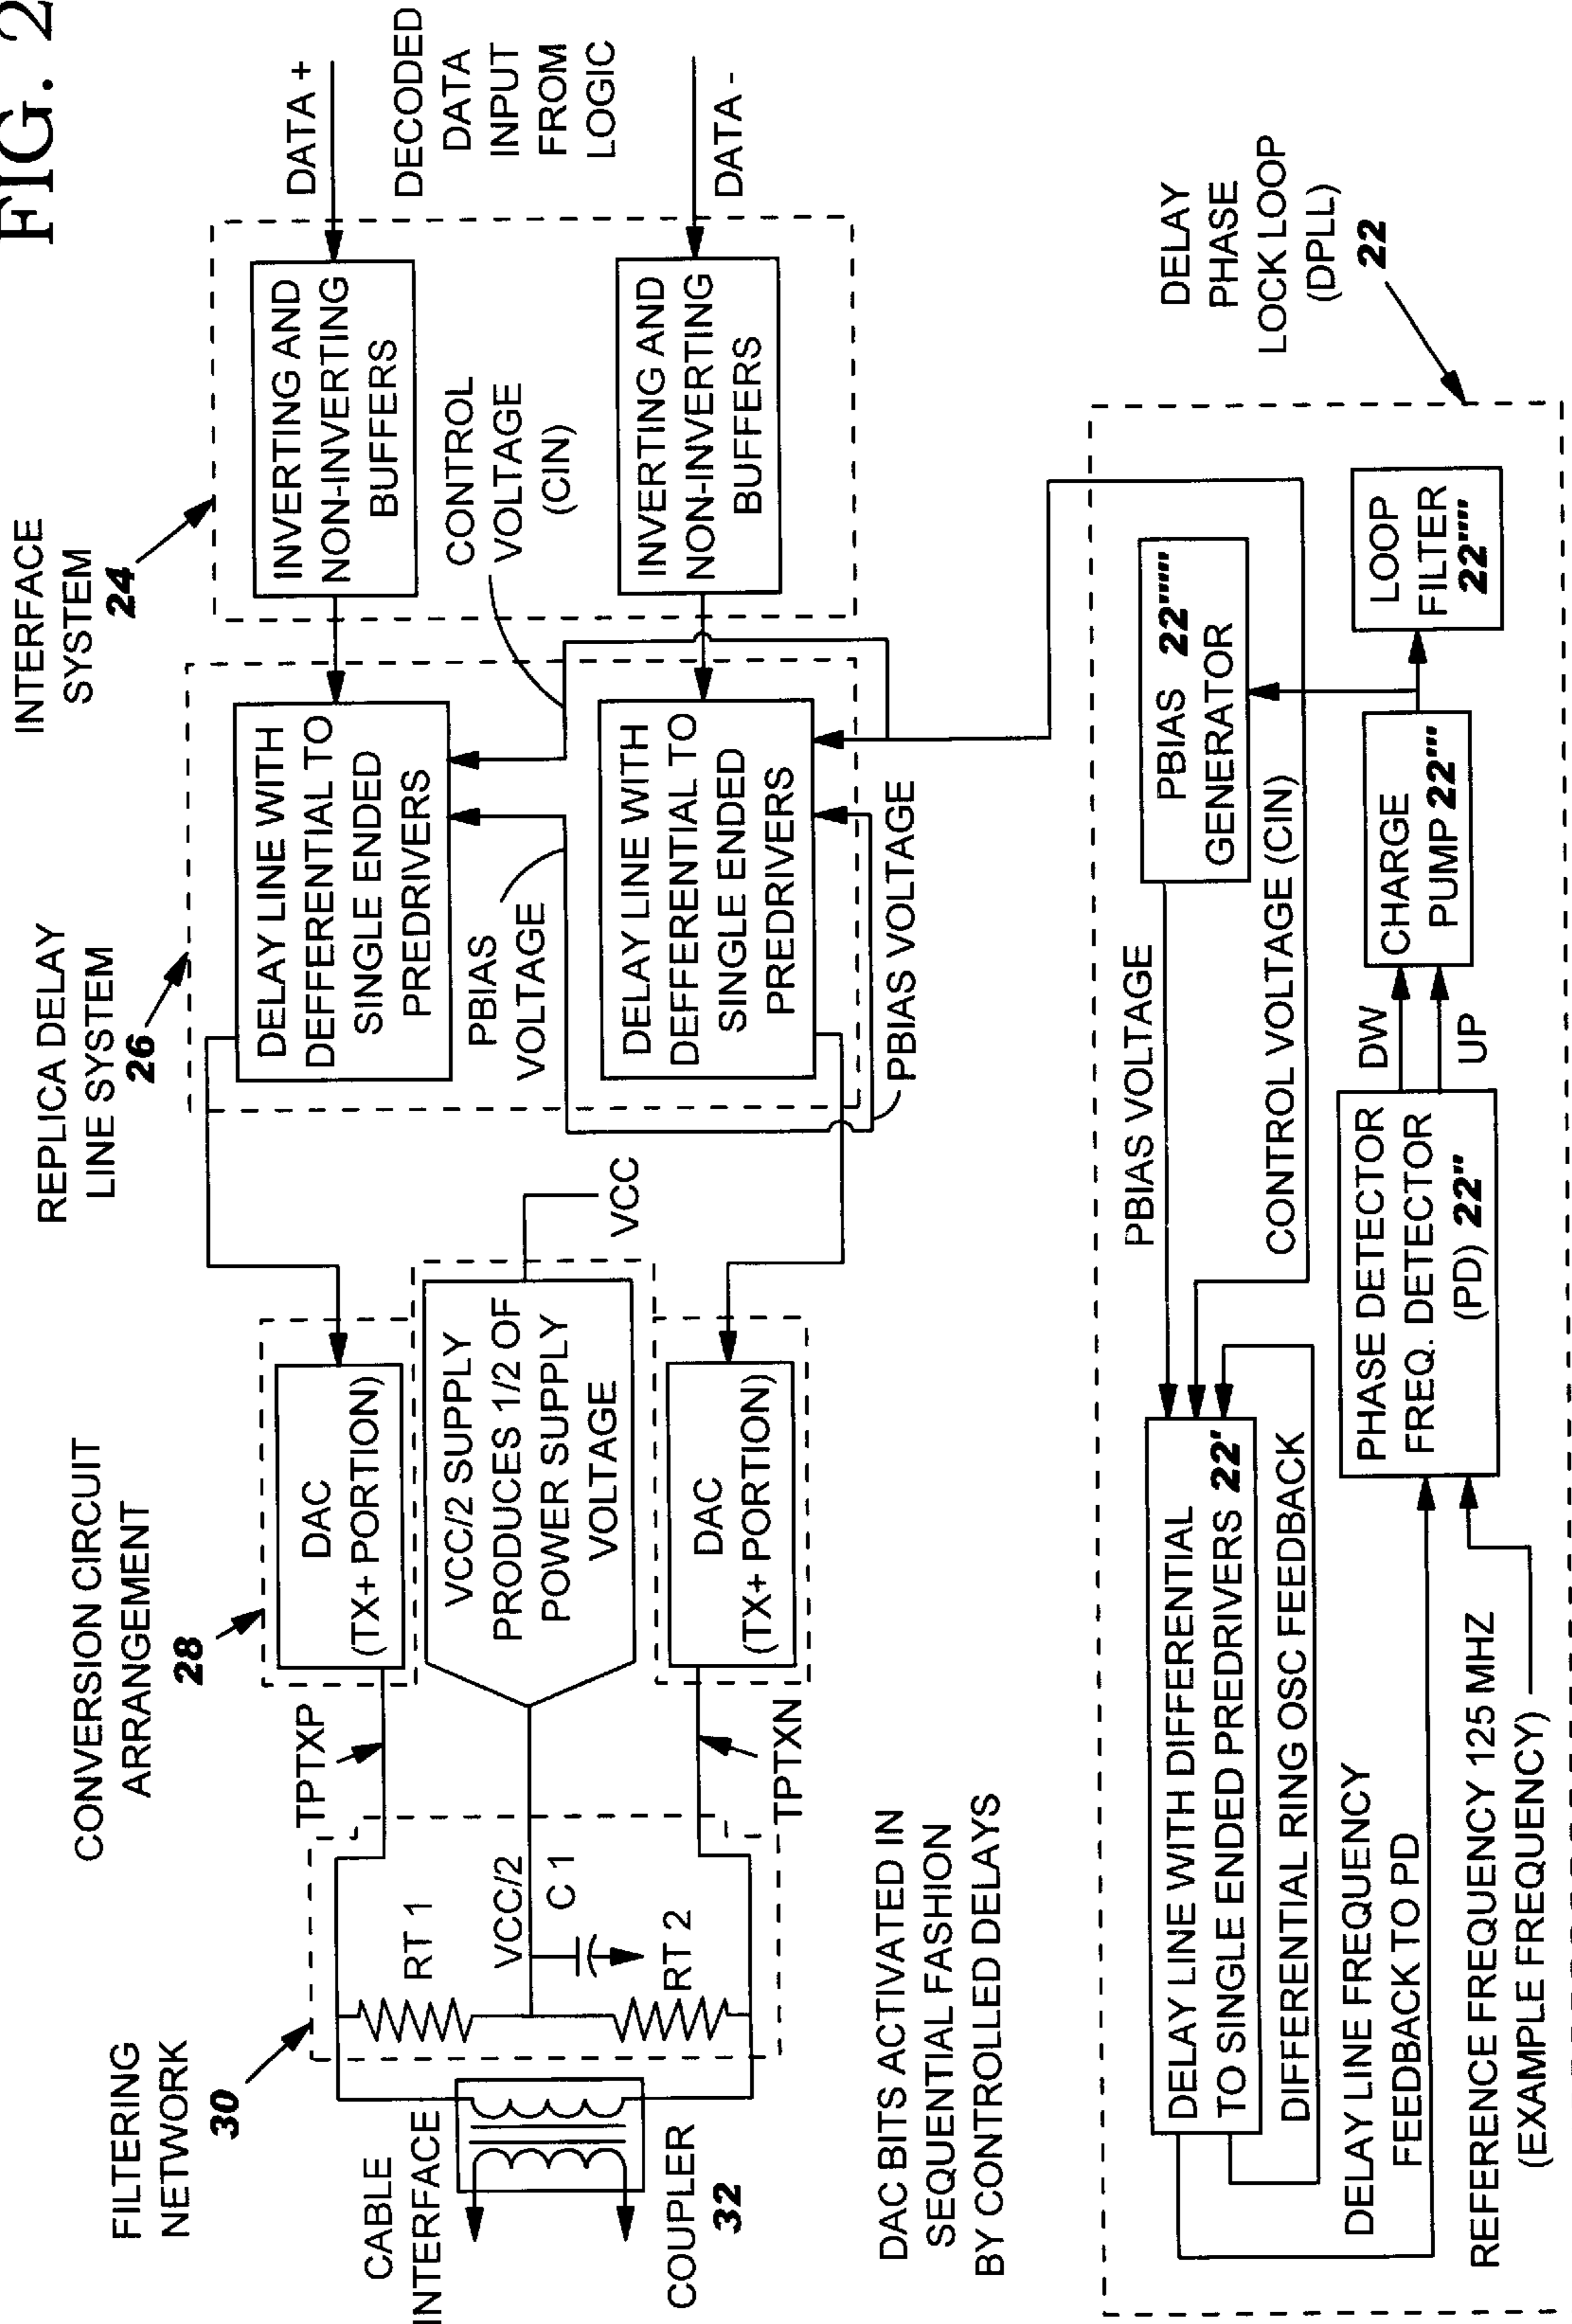 FIG. 2
INTERFACE
SYSTEM
24
REPLICA DELAY
LINE SYSTEM
26
CONVERSION CIRCUIT
ARRANGEMENT
28
FILTERING
NETWORK
30
CABLE
INTERFACE
COUPLER
32
RT 1
VCC/2
C 1
RT 2
TPTXP
TPTXN
DAC
(TX+ PORTION)
VCC/2 SUPPLY
PRODUCES 1/2 OF
POWER SUPPLY
VOLTAGE
VCC
DAC
(TX+ PORTION)
DELAY LINE WITH
DEFFERENTIAL TO
SINGLE ENDED
PREDRIVERS
PBIAS
VOLTAGE
CONTROL
VOLTAGE
(CIN)
DELAY LINE WITH
DEFFERENTIAL TO
SINGLE ENDED
PREDRIVERS
PBIAS VOLTAGE
INVERTING AND
NON-INVERTING
BUFFERS
INVERTING AND
NON-INVERTING
BUFFERS
DATA +
DECODED
DATA
INPUT
FROM
LOGIC
DATA -
DAC BITS ACTIVATED IN
SEQUENTIAL FASHION
BY CONTROLLED DELAYS
DELAY
PHASE
LOCK LOOP
(DPLL)
22
DELAY LINE WITH DIFFERENTIAL
TO SINGLE ENDED PREDRIVERS 22'
DIFFERENTIAL RING OSC FEEDBACK
PBIAS VOLTAGE
CONTROL VOLTAGE (CIN)
PBIAS 22'''''
GENERATOR
DELAY LINE FREQUENCY
FEEDBACK TO PD
REFERENCE FREQUENCY 125 MHZ
(EXAMPLE FREQUENCY)
PHASE DETECTOR
FREQ. DETECTOR
(PD) 22''
DW
UP
CHARGE
PUMP 22'''
LOOP
FILTER
22''''